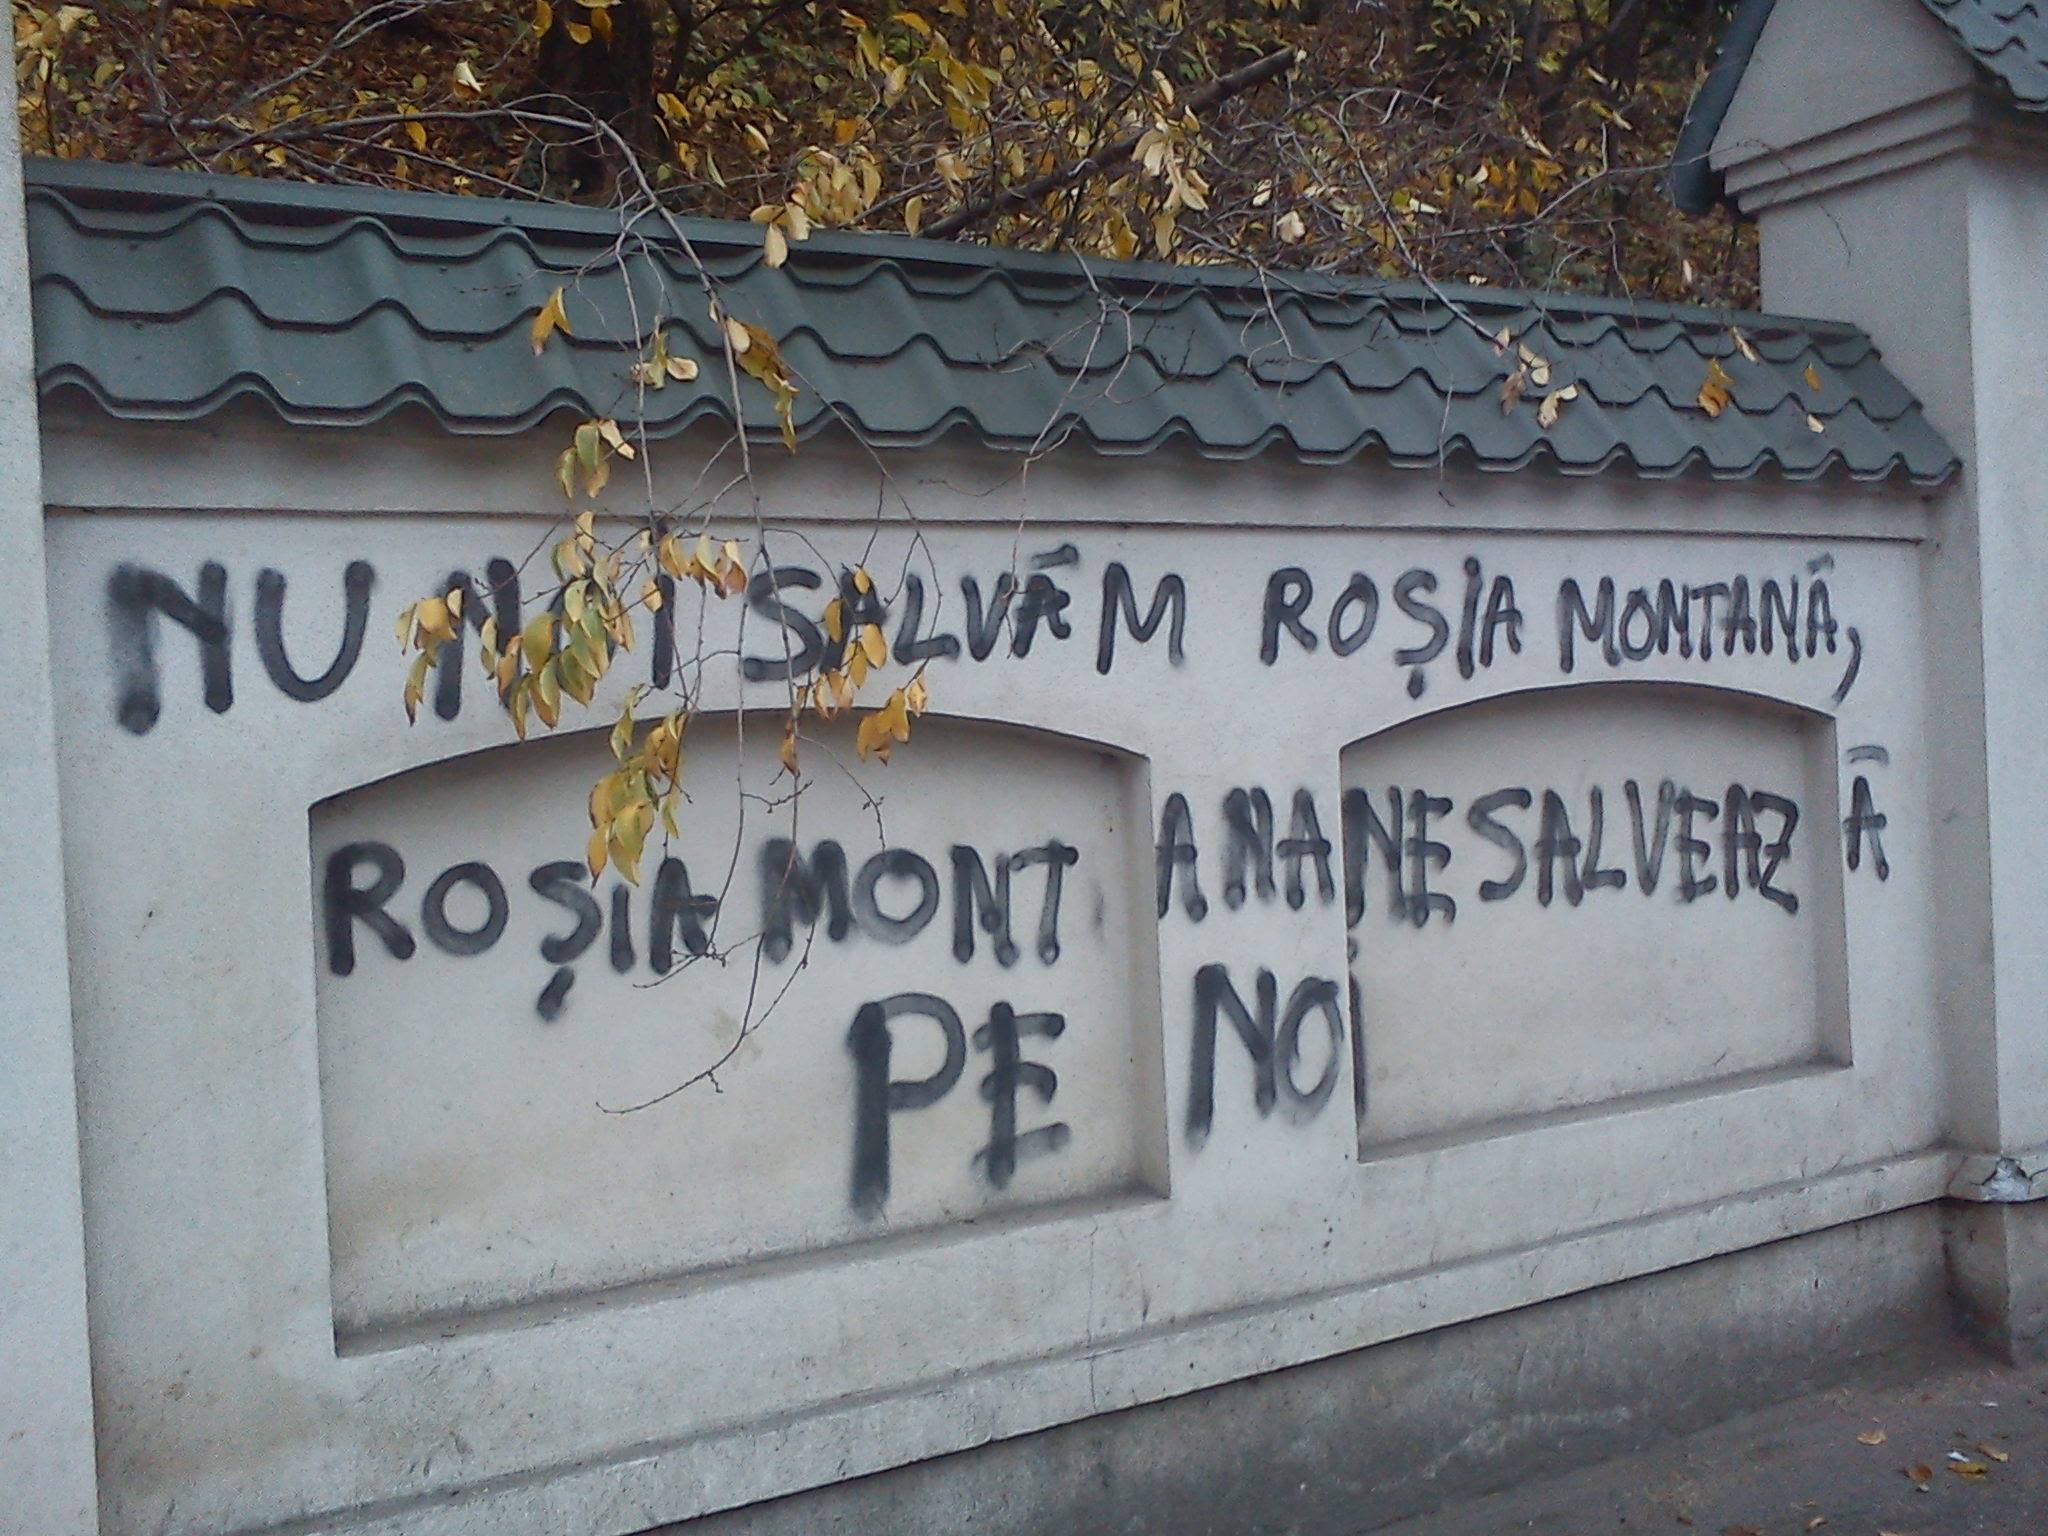 NU NOI SALVĂM ROȘIA MONTANĂ,
ROȘIA MONTANA NE SALVEAZĂ
PE NOI